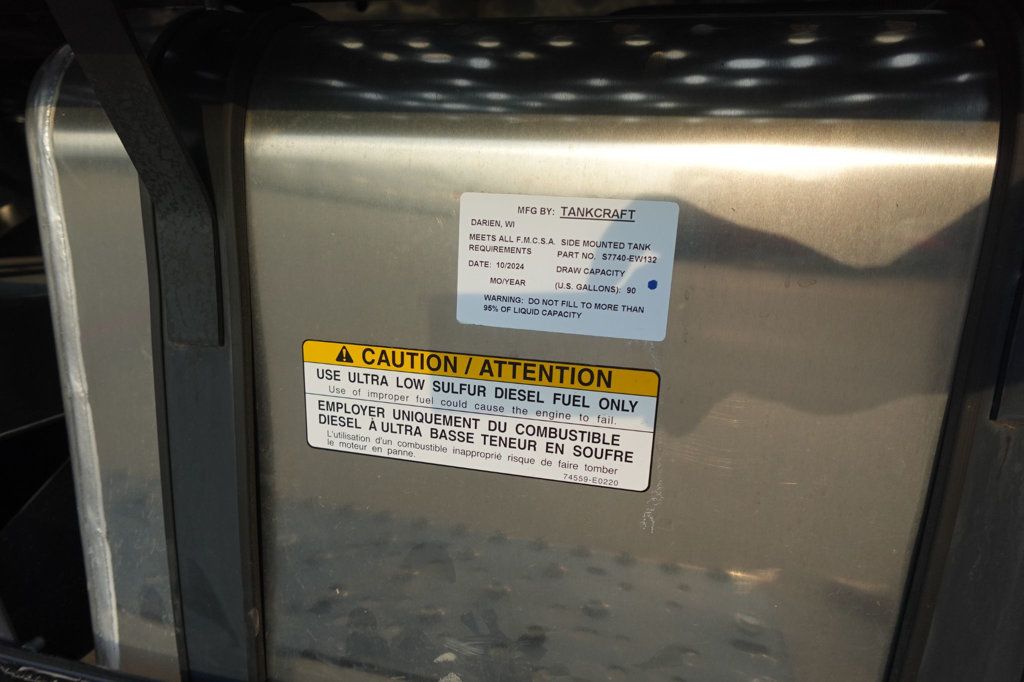 MFG BY: TANKCRAFT
DARIEN, WI
MEETS ALL F.M.C.S.A. SIDE MOUNTED TANK
REQUIREMENTS PART NO. S7740-EW132
DATE: 10/2024 DRAW CAPACITY
MO/YEAR (U.S. GALLONS): 90
WARNING: DO NOT FILL TO MORE THAN
95% OF LIQUID CAPACITY
CAUTION / ATTENTION
USE ULTRA LOW SULFUR DIESEL FUEL ONLY
Use of improper fuel could cause the engine to fail.
EMPLOYER UNIQUEMENT DU COMBUSTIBLE
DIESEL À ULTRA BASSE TENEUR EN SOUFRE
L'utilisation d'un combustible inapproprié risque de faire tomber
le moteur en panne.
74559-E0220